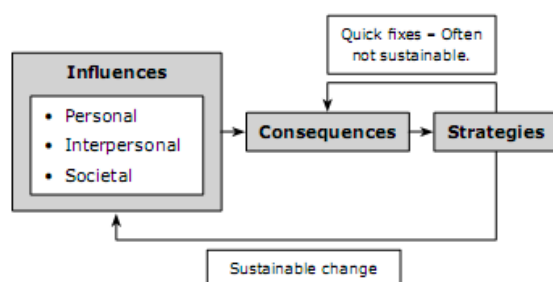 Quick fixes – Often
not sustainable.
Influences
• Personal
• Interpersonal
• Societal
Consequences
Strategies
Sustainable change